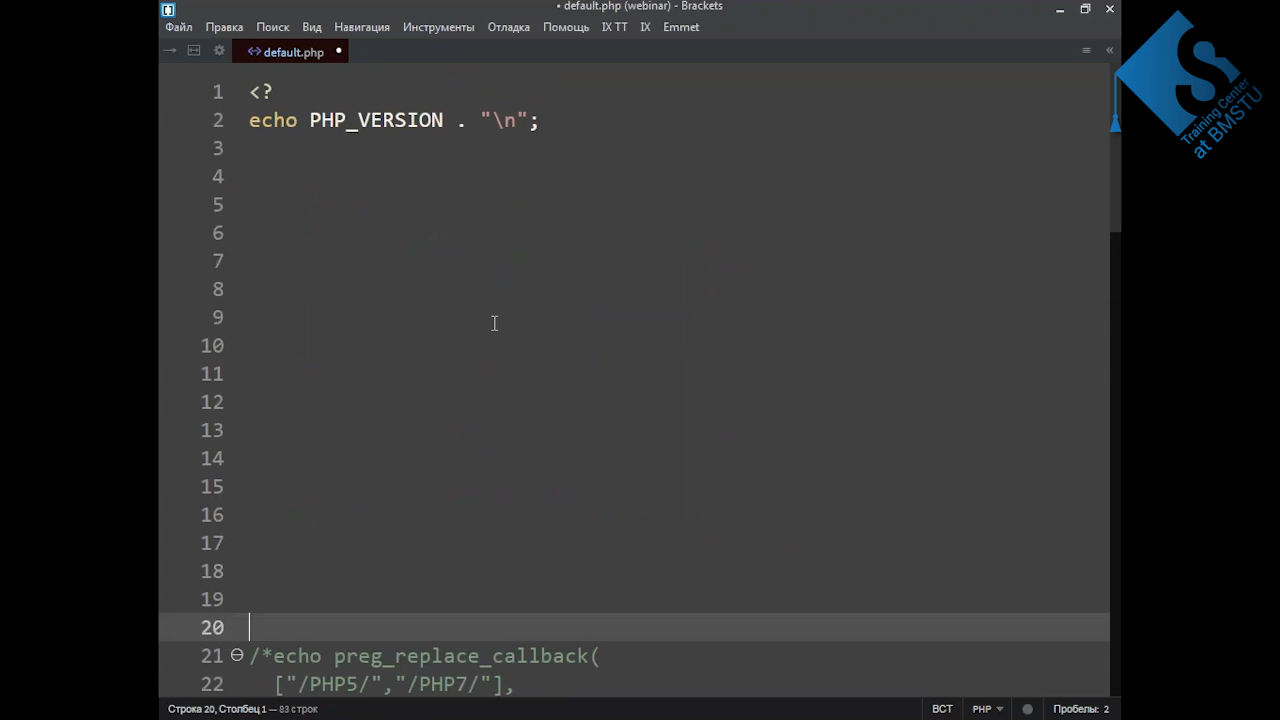 • default.php (webinar) - Brackets
Файл Правка Поиск Вид Навигация Инструменты Отладка Помощь IX TT IX Emmet
default.php •
1 <?
2 echo PHP_VERSION . "\n";
3
4
5
6
7
8
9
10
11
12
13
14
15
16
17
18
19
20
21 /*echo preg_replace_callback(
22 ["/PHP5/","/PHP7/"],
Строка 20, Столбец 1 — 83 строк
ВСТ PHP Пробелы: 2
S
Training Center
at BMSTU